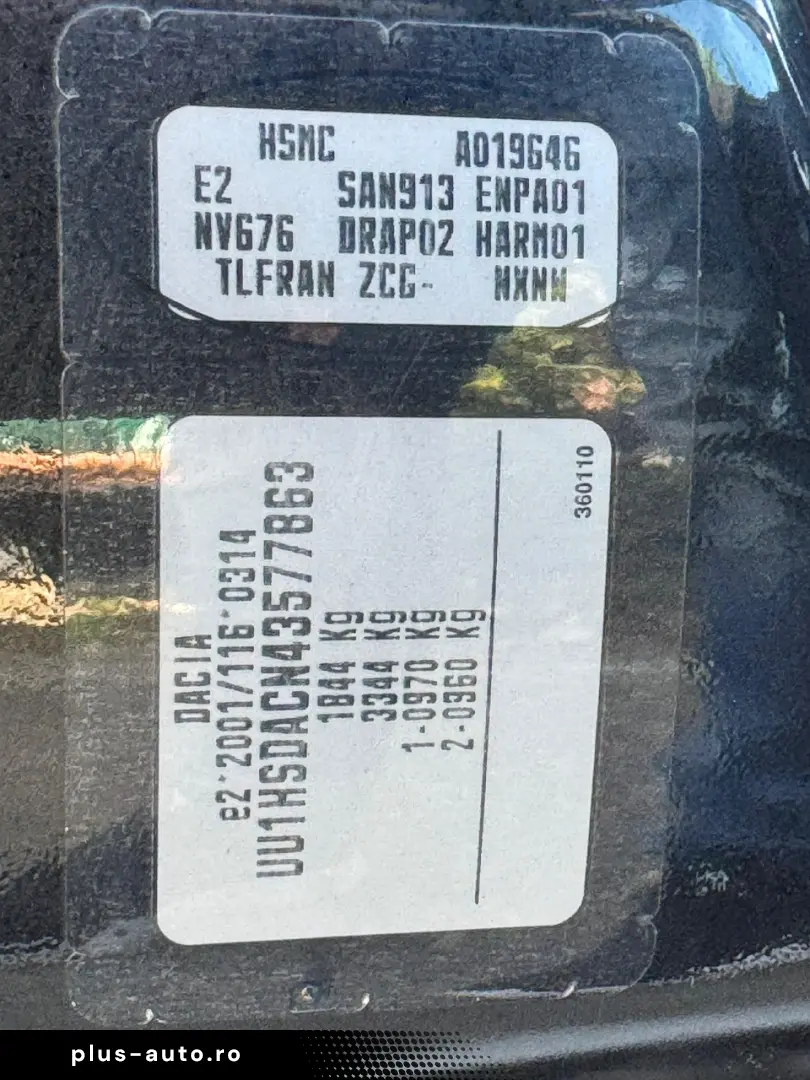 HSMC A019646
E2 SAN913 ENPA01
NV676 DRAP02 HARM01
TLFRAN ZCG- NXNN
DACIA
e2*2001/116*0314
UU1HSDACN43577863
1844 Kg
3344 Kg
1-0970 Kg
2-0960 Kg
360110
plus-auto.ro